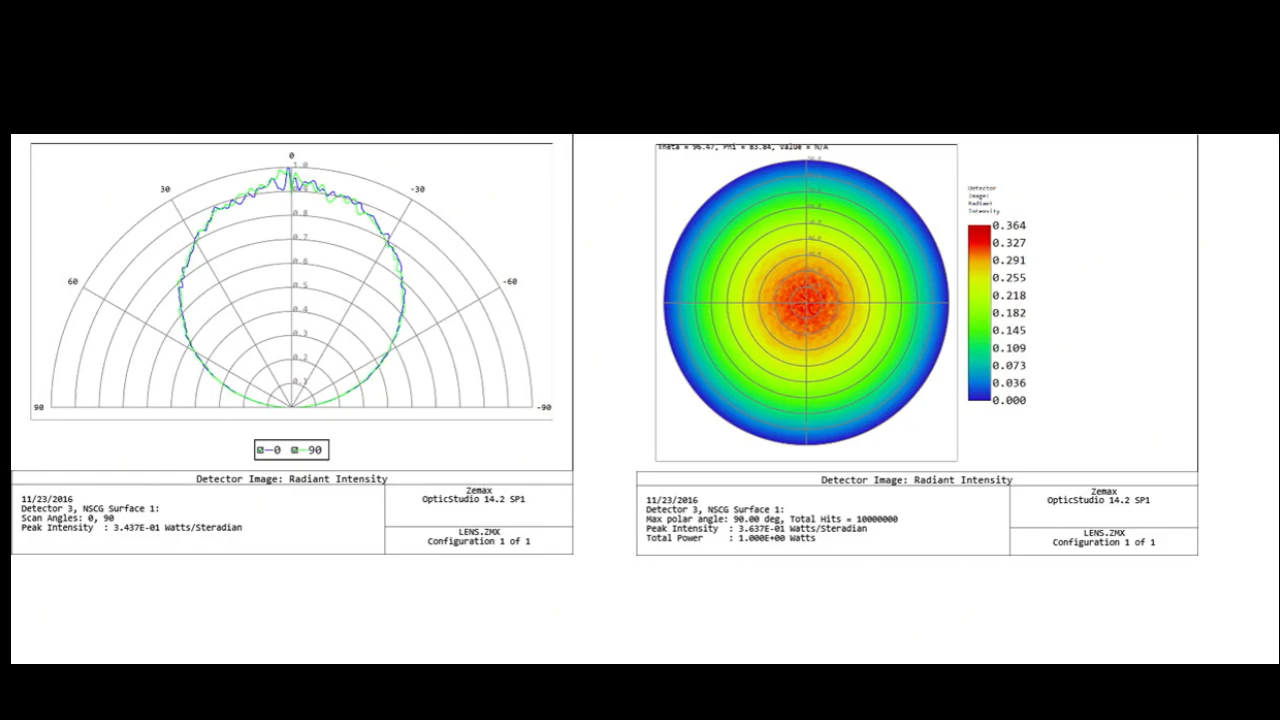 0
1.0
30
-30
0.9
0.8
0.7
60
0.6
-60
0.5
0.4
0.3
0.2
0.1
90
-90
0 90
Detector Image: Radiant Intensity
11/23/2016
Detector 3, NSCG Surface 1:
Scan Angles: 0, 90
Peak Intensity : 3.437E-01 Watts/Steradian
Zemax
OpticStudio 14.2 SP1
LENS.ZMX
Configuration 1 of 1
Theta = 96.47, Phi = 83.84, Value = N/A
Detector
Image:
Radiant
Intensity
0.364
0.327
0.291
0.255
0.218
0.182
0.145
0.109
0.073
0.036
0.000
Detector Image: Radiant Intensity
11/23/2016
Detector 3, NSCG Surface 1:
Max polar angle: 90.00 deg, Total Hits = 10000000
Peak Intensity : 3.637E-01 Watts/Steradian
Total Power : 1.000E+00 Watts
Zemax
OpticStudio 14.2 SP1
LENS.ZMX
Configuration 1 of 1